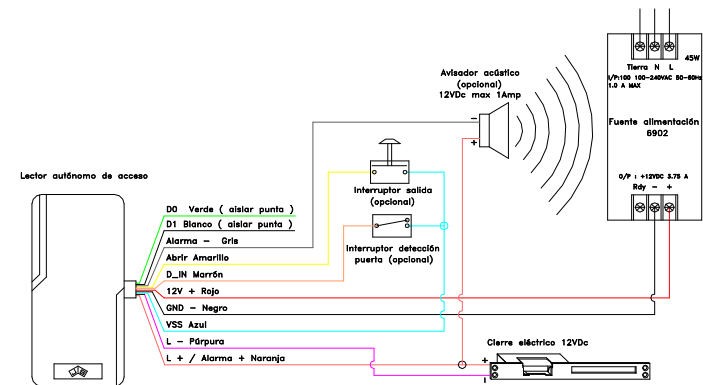 45W
Tierra N L
I/P:100 100-240VAC 50-60Hz
1.0 A MAX
Avisador acústico
(opcional)
12VDc max 1Amp
Fuente alimentación
6902
O/P : +12VDC 3.75 A
Rdy - +
-
+
Lector autónomo de acceso
Interruptor salida
(opcional)
Interruptor detección
puerta (opcional)
D0 Verde ( aislar punta )
D1 Blanco ( aislar punta )
Alarma - Gris
Abrir Amarillo
D_IN Marrón
12V + Rojo
GND - Negro
VSS Azul
L - Púrpura
L + / Alarma + Naranja
Cierre eléctrico 12VDc
+
-